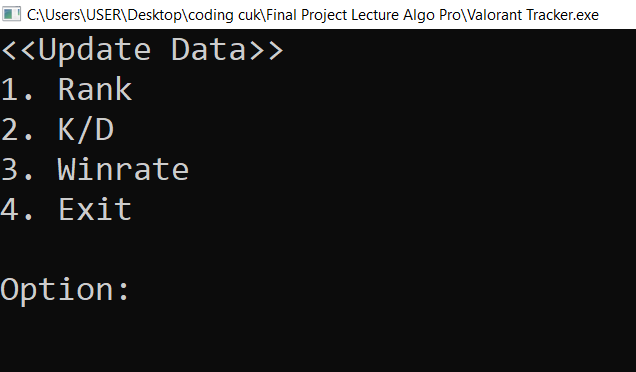 C:\Users\USER\Desktop\coding cuk\Final Project Lecture Algo Pro\Valorant Tracker.exe
<<Update Data>>
1. Rank
2. K/D
3. Winrate
4. Exit
Option: